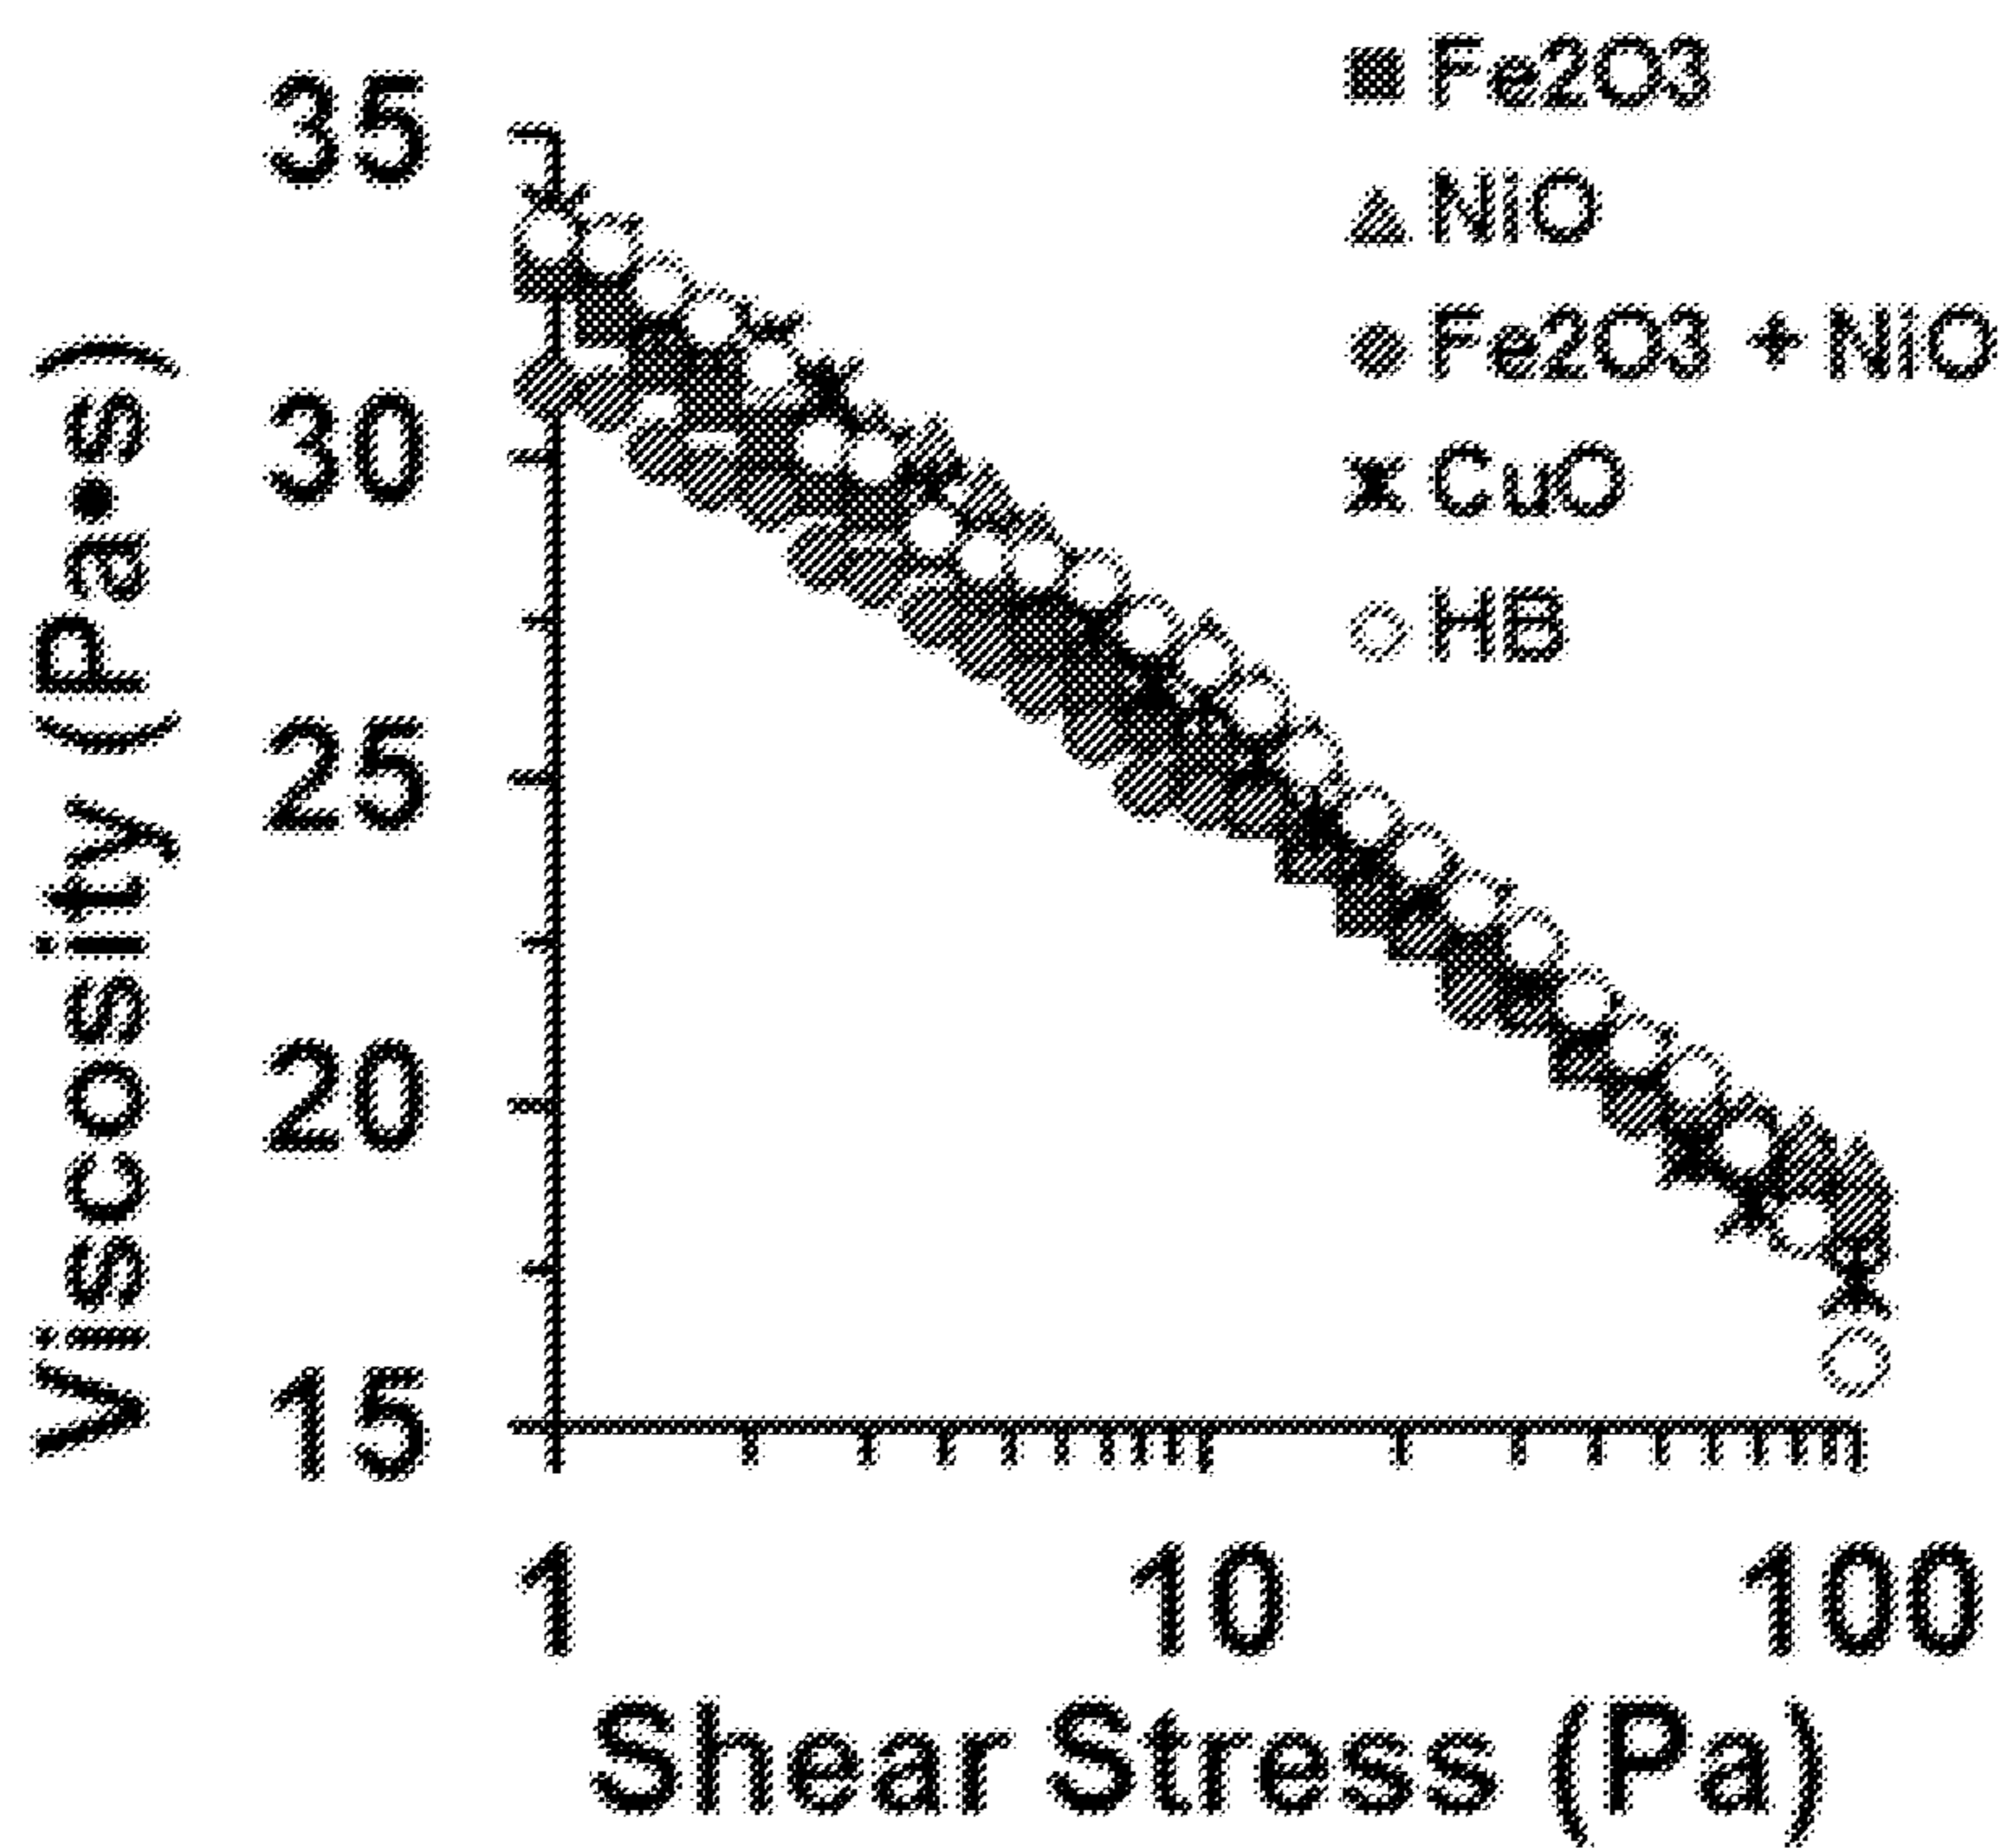 Fe2O3
NiO
Fe2O3 + NiO
CuO
HB
Viscosity (Pa•s)
35
30
25
20
15
1
10
100
Shear Stress (Pa)